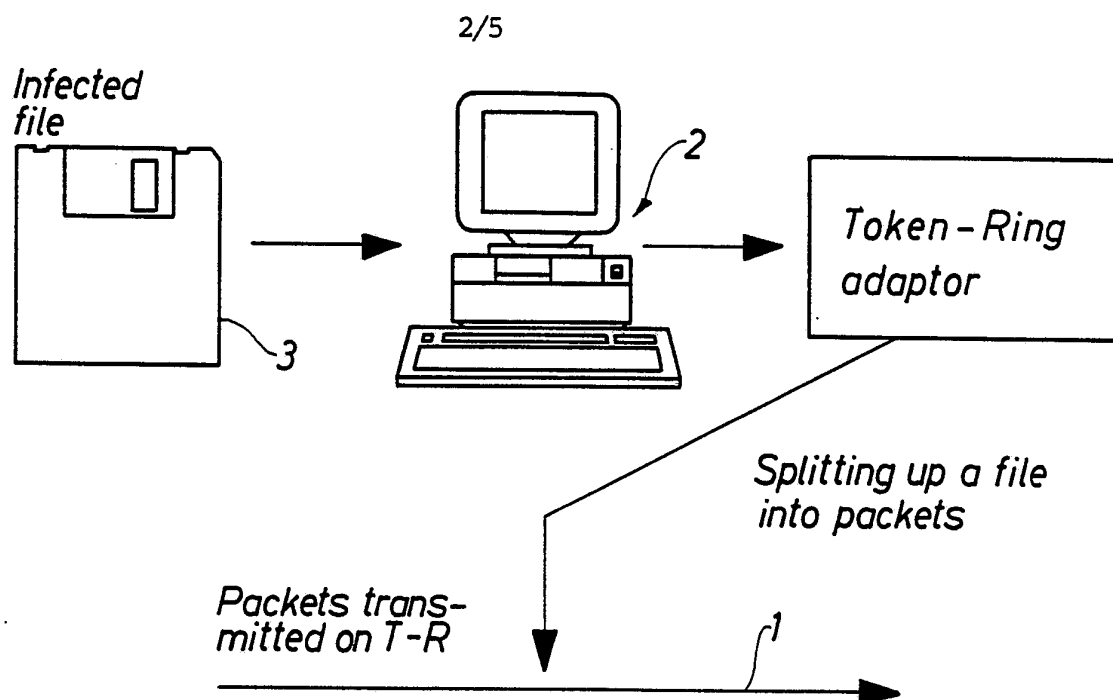 2/5
Infected
file
2
Token-Ring
adaptor
3
Splitting up a file
into packets
Packets trans-
mitted on T-R
1